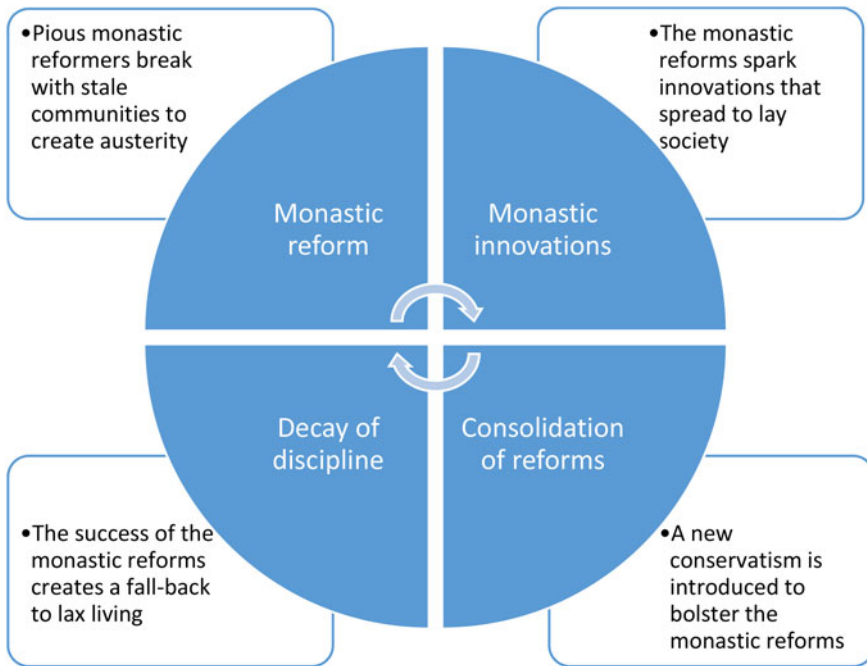 •Pious monastic
reformers break
with stale
communities to
create austerity
•The monastic
reforms spark
innovations that
spread to lay
society
Monastic
reform
Monastic
innovations
Decay of
discipline
Consolidation
of reforms
•The success of the
monastic reforms
creates a fall-back
to lax living
•A new
conservatism is
introduced to
bolster the
monastic reforms